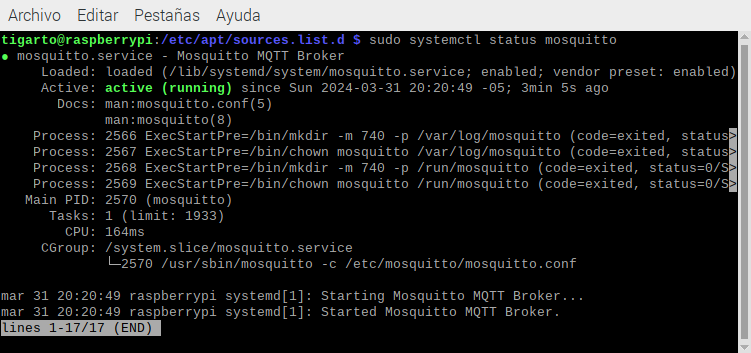 Archivo Editar Pestañas Ayuda
tigarto@raspberrypi:/etc/apt/sources.list.d $ sudo systemctl status mosquitto
● mosquitto.service - Mosquitto MQTT Broker
     Loaded: loaded (/lib/systemd/system/mosquitto.service; enabled; vendor preset: enabled)
     Active: active (running) since Sun 2024-03-31 20:20:49 -05; 3min 5s ago
       Docs: man:mosquitto.conf(5)
             man:mosquitto(8)
    Process: 2566 ExecStartPre=/bin/mkdir -m 740 -p /var/log/mosquitto (code=exited, status>
    Process: 2567 ExecStartPre=/bin/chown mosquitto /var/log/mosquitto (code=exited, status>
    Process: 2568 ExecStartPre=/bin/mkdir -m 740 -p /run/mosquitto (code=exited, status=0/S>
    Process: 2569 ExecStartPre=/bin/chown mosquitto /run/mosquitto (code=exited, status=0/S>
   Main PID: 2570 (mosquitto)
      Tasks: 1 (limit: 1933)
        CPU: 164ms
     CGroup: /system.slice/mosquitto.service
             └─2570 /usr/sbin/mosquitto -c /etc/mosquitto/mosquitto.conf
mar 31 20:20:49 raspberrypi systemd[1]: Starting Mosquitto MQTT Broker...
mar 31 20:20:49 raspberrypi systemd[1]: Started Mosquitto MQTT Broker.
lines 1-17/17 (END)